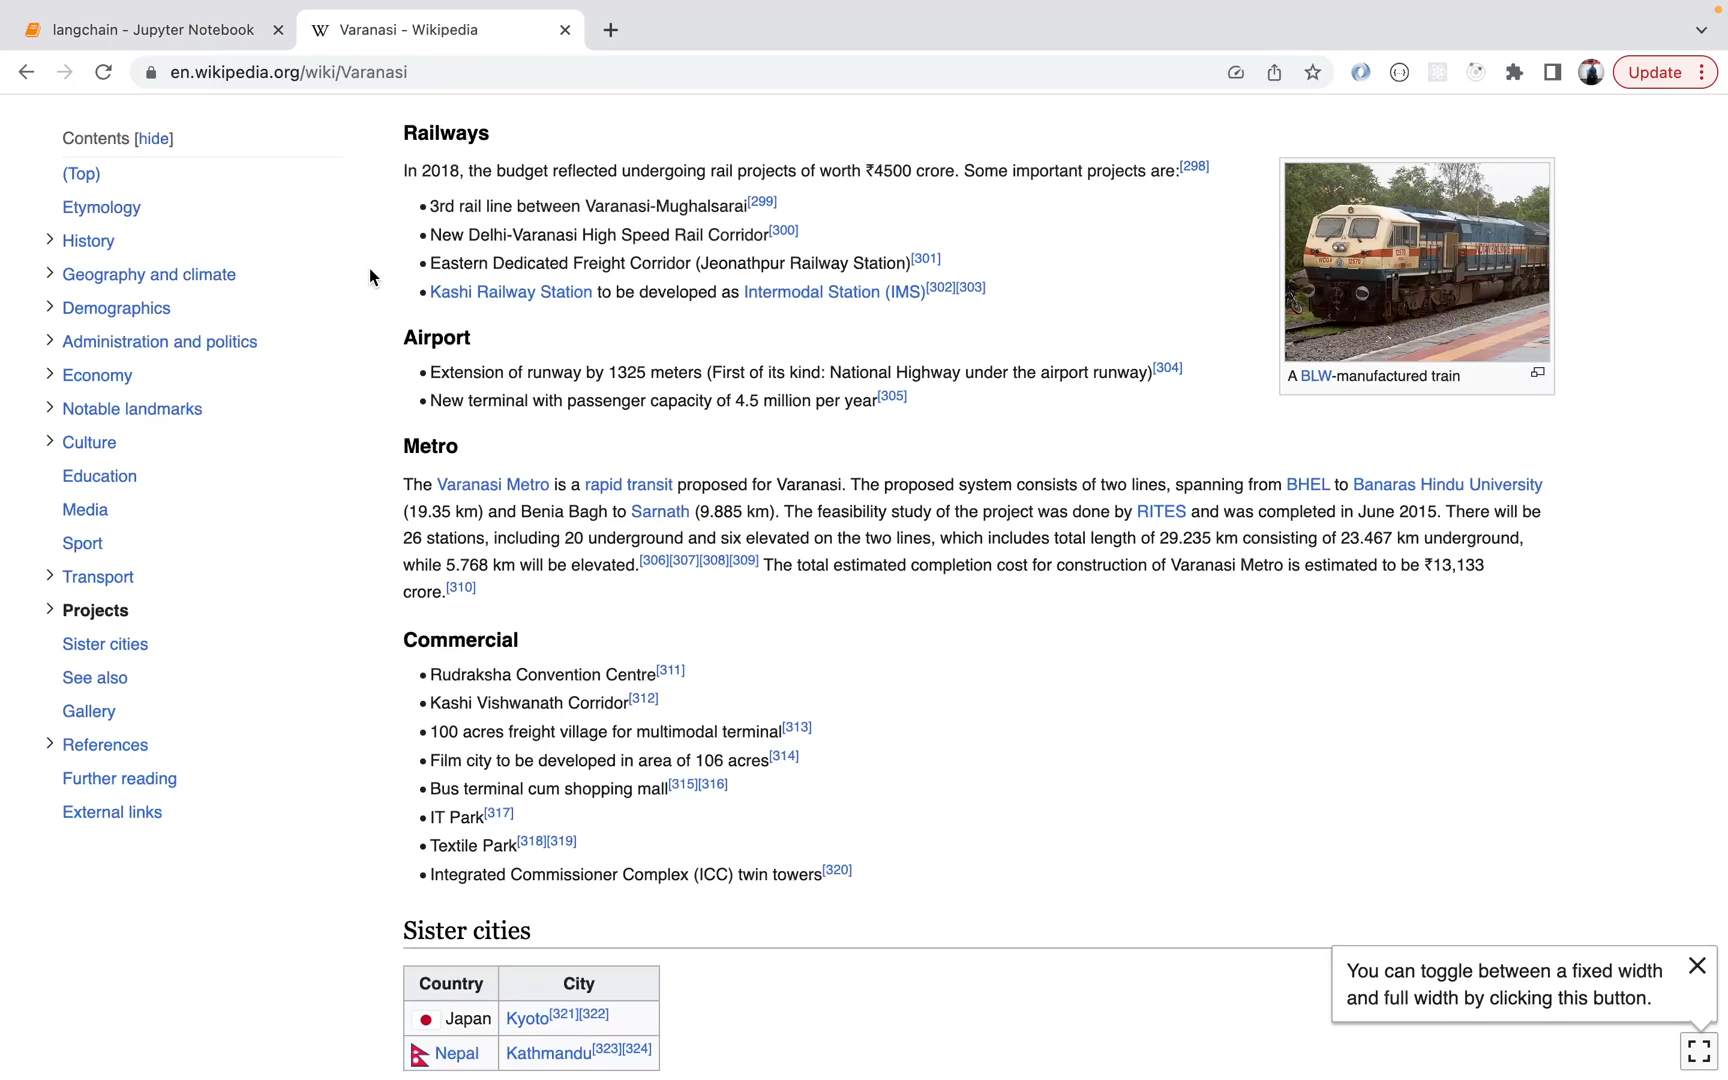 langchain - Jupyter Notebook
Varanasi - Wikipedia
en.wikipedia.org/wiki/Varanasi
Update
Contents [hide]
(Top)
Etymology
History
Geography and climate
Demographics
Administration and politics
Economy
Notable landmarks
Culture
Education
Media
Sport
Transport
Projects
Sister cities
See also
Gallery
References
Further reading
External links
Railways
In 2018, the budget reflected undergoing rail projects of worth ₹4500 crore. Some important projects are:[298]
• 3rd rail line between Varanasi-Mughalsarai[299]
• New Delhi-Varanasi High Speed Rail Corridor[300]
• Eastern Dedicated Freight Corridor (Jeonathpur Railway Station)[301]
• Kashi Railway Station to be developed as Intermodal Station (IMS)[302][303]
A BLW-manufactured train
Airport
• Extension of runway by 1325 meters (First of its kind: National Highway under the airport runway)[304]
• New terminal with passenger capacity of 4.5 million per year[305]
Metro
The Varanasi Metro is a rapid transit proposed for Varanasi. The proposed system consists of two lines, spanning from BHEL to Banaras Hindu University
(19.35 km) and Benia Bagh to Sarnath (9.885 km). The feasibility study of the project was done by RITES and was completed in June 2015. There will be
26 stations, including 20 underground and six elevated on the two lines, which includes total length of 29.235 km consisting of 23.467 km underground,
while 5.768 km will be elevated.[306][307][308][309] The total estimated completion cost for construction of Varanasi Metro is estimated to be ₹13,133
crore.[310]
Commercial
• Rudraksha Convention Centre[311]
• Kashi Vishwanath Corridor[312]
• 100 acres freight village for multimodal terminal[313]
• Film city to be developed in area of 106 acres[314]
• Bus terminal cum shopping mall[315][316]
• IT Park[317]
• Textile Park[318][319]
• Integrated Commissioner Complex (ICC) twin towers[320]
Sister cities
Country City
Japan Kyoto[321][322]
Nepal Kathmandu[323][324]
You can toggle between a fixed width
and full width by clicking this button.